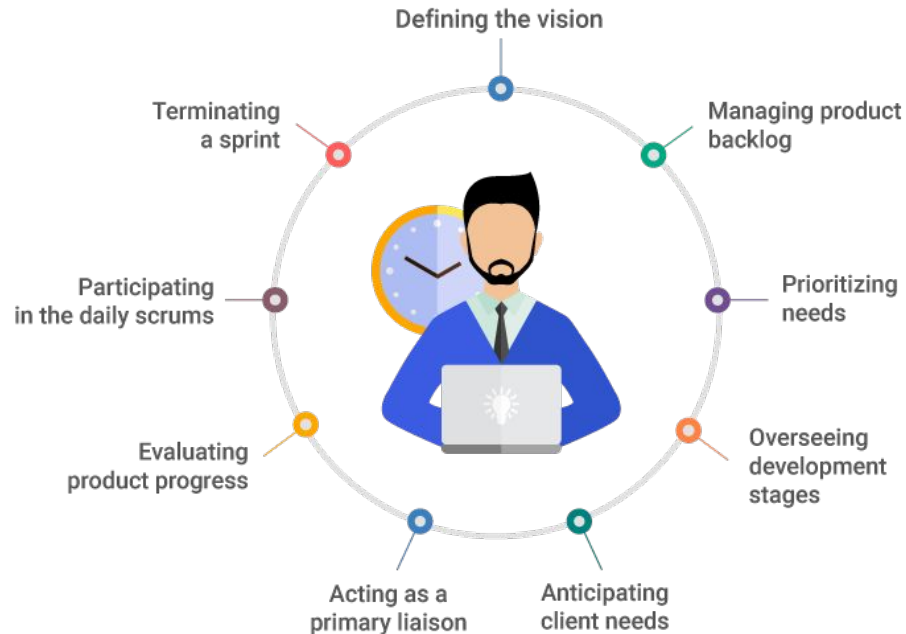 Defining the vision
Managing product
backlog
Prioritizing
needs
Overseeing
development
stages
Anticipating
client needs
Acting as a
primary liaison
Evaluating
product progress
Participating
in the daily scrums
Terminating
a sprint